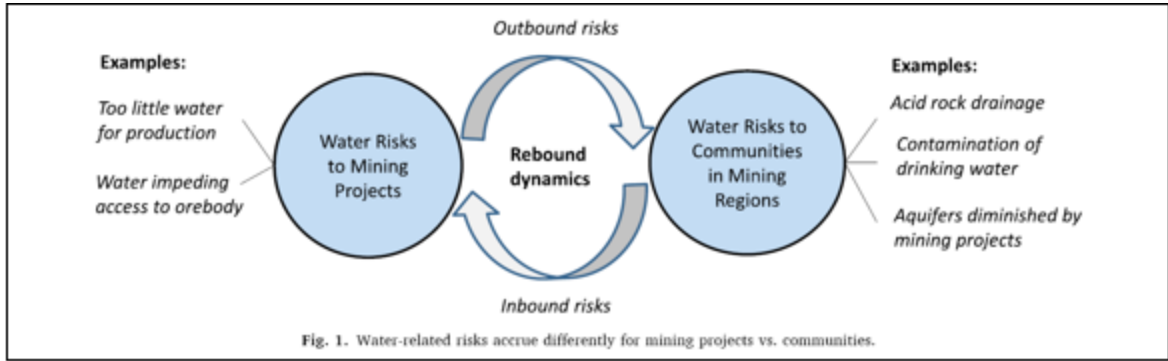 Outbound risks
Examples:
Too little water
for production
Water impeding
access to orebody
Water Risks
to Mining
Projects
Rebound
dynamics
Water Risks to
Communities
in Mining
Regions
Examples:
Acid rock drainage
Contamination of
drinking water
Aquifers diminished by
mining projects
Inbound risks
Fig. 1. Water-related risks accrue differently for mining projects vs. communities.